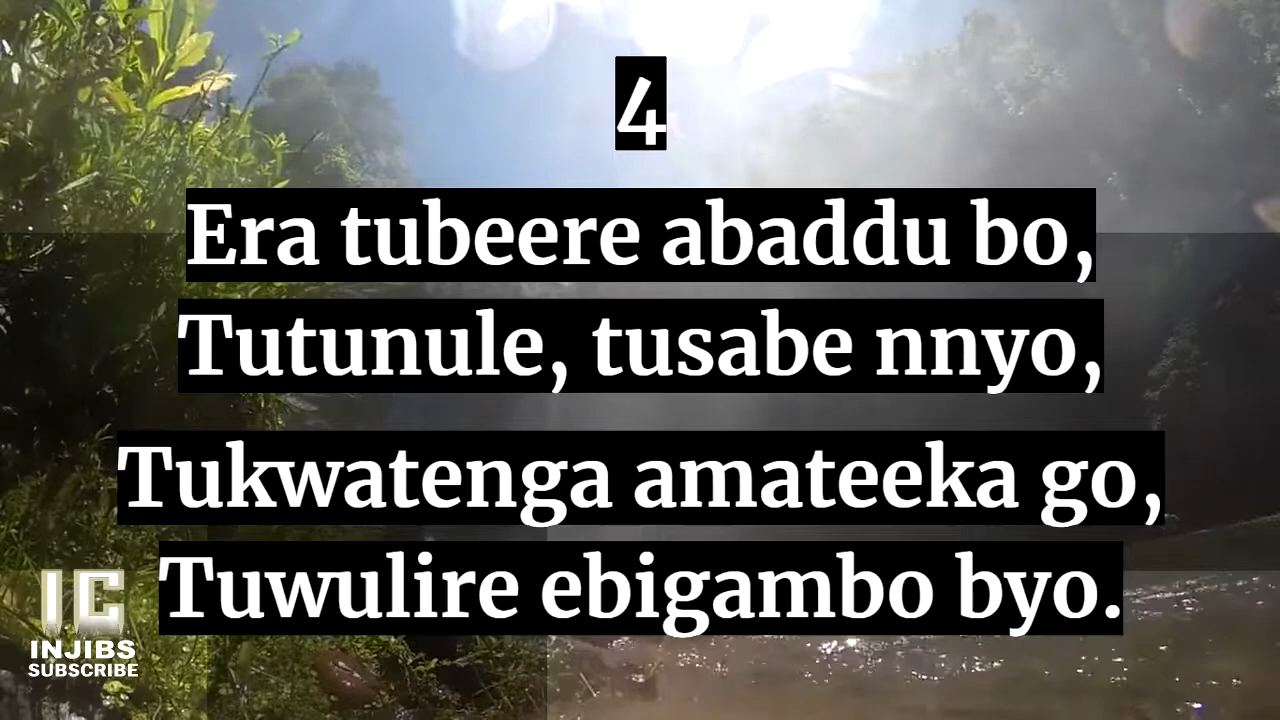 4
Era tubeere abaddu bo,
Tutunule, tusabe nnyo,
Tukwatenga amateeka go,
Tuwulire ebigambo byo.
IC
INJIBS
SUBSCRIBE